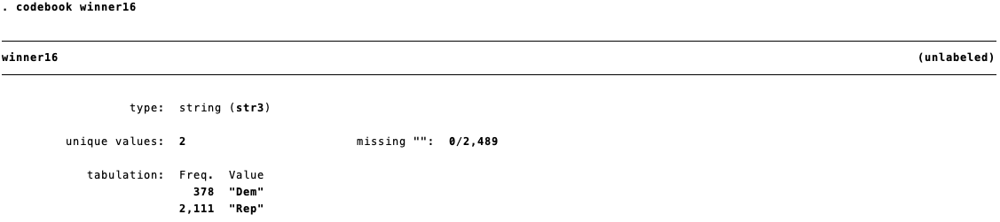 . codebook winner16
winner16 (unlabeled)
type: string (str3)
unique values: 2 missing "": 0/2,489
tabulation: Freq. Value
378 "Dem"
2,111 "Rep"